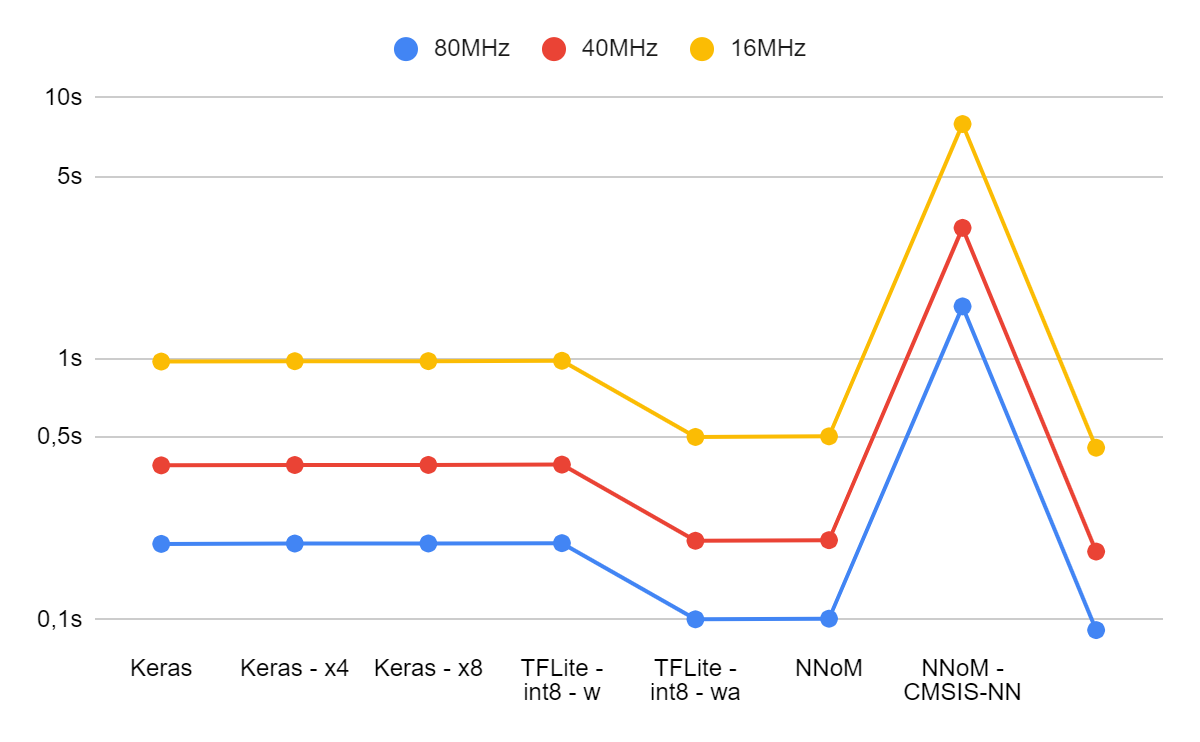 80MHz 40MHz 16MHz
10s
5s
1s
0,5s
0,1s
Keras Keras - x4 Keras - x8 TFLite - TFLite - NNoM NNoM -
int8 - w int8 - wa CMSIS-NN